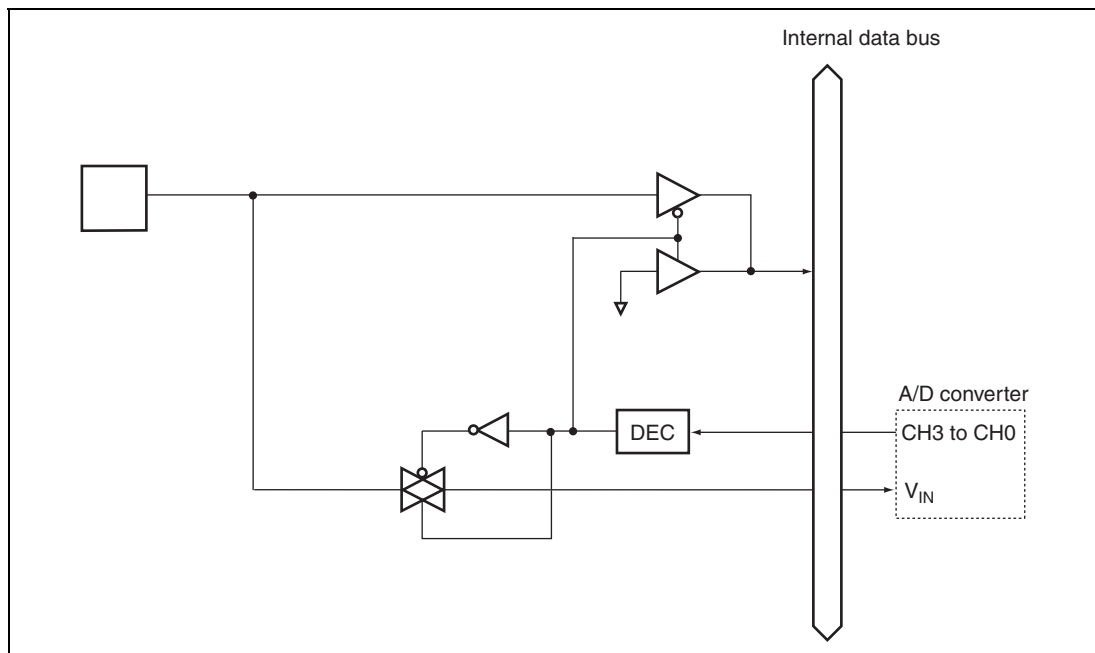 Internal data bus
A/D converter
DEC
CH3 to CH0
VIN